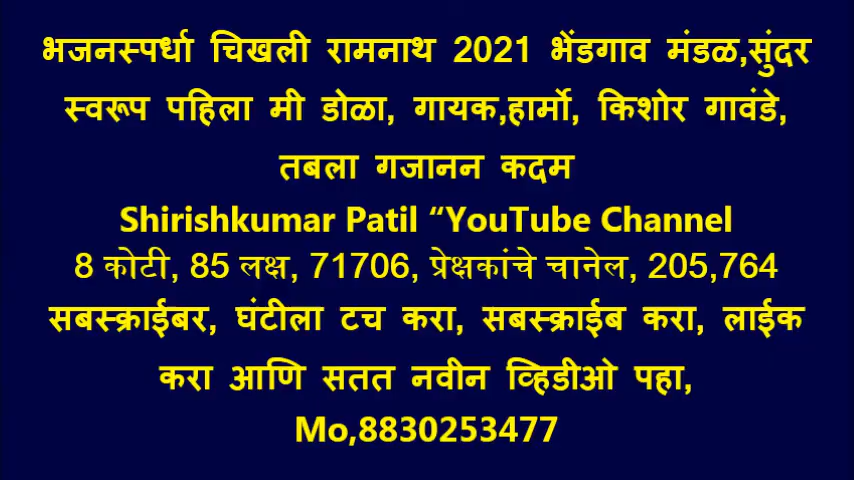 भजनस्पर्धा चिखली रामनाथ 2021 भेंडगाव मंडळ,सुंदर
स्वरूप पहिला मी डोळा, गायक,हार्मो, किशोर गावंडे,
तबला गजानन कदम
Shirishkumar Patil “YouTube Channel
8 कोटी, 85 लक्ष, 71706, प्रेक्षकांचे चानेल, 205,764
सबस्क्राईबर, घंटीला टच करा, सबस्क्राईब करा, लाईक
करा आणि सतत नवीन व्हिडीओ पहा,
Mo,8830253477